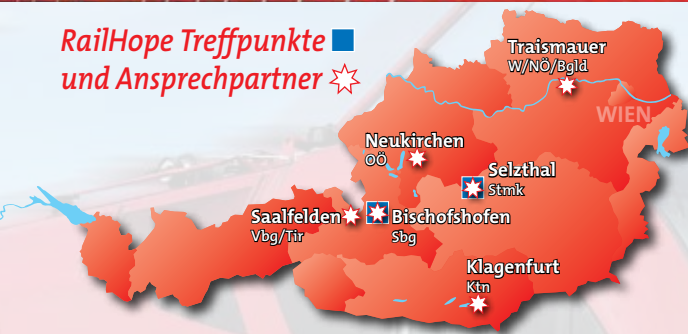 RailHope Treffpunkte
und Ansprechpartner
Traismauer
W/NÖ/Bgld
WIEN
Neukirchen
OÖ
Selzthal
Stmk
Saalfelden
Vbg/Tir
Bischofshofen
Sbg
Klagenfurt
Ktn